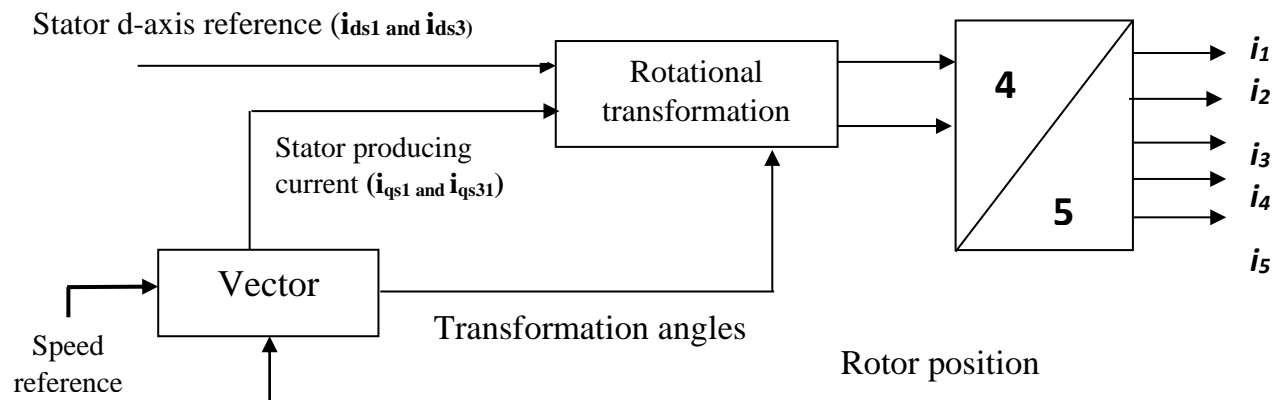 Stator d-axis reference (ids1 and ids3)
Rotational
transformation
4
5
i1
i2
i3
i4
i5
Stator producing
current (iqs1 and iqs31)
Vector
Transformation angles
Speed
reference
Rotor position